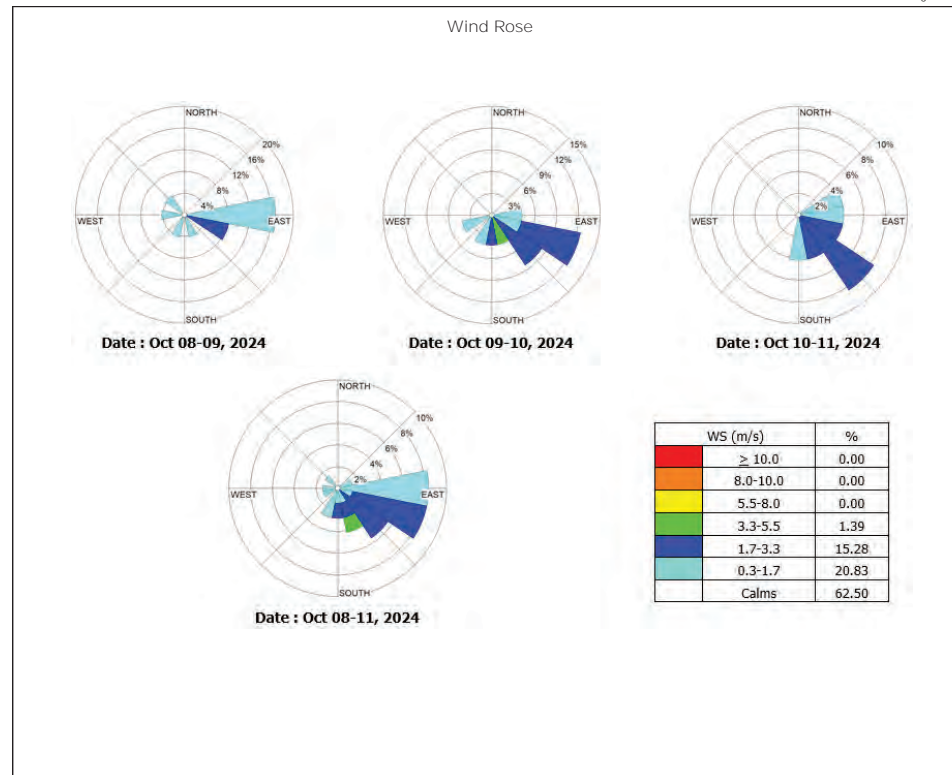 Wind Rose
NORTH
20%
16%
12%
8%
4%
WEST
EAST
SOUTH
Date : Oct 08-09, 2024
NORTH
15%
12%
9%
6%
3%
WEST
EAST
SOUTH
Date : Oct 09-10, 2024
NORTH
10%
8%
6%
4%
2%
WEST
EAST
SOUTH
Date : Oct 10-11, 2024
NORTH
10%
8%
6%
4%
2%
WEST
EAST
SOUTH
Date : Oct 08-11, 2024
WS (m/s) %
≥ 10.0 0.00
8.0-10.0 0.00
5.5-8.0 0.00
3.3-5.5 1.39
1.7-3.3 15.28
0.3-1.7 20.83
Calms 62.50